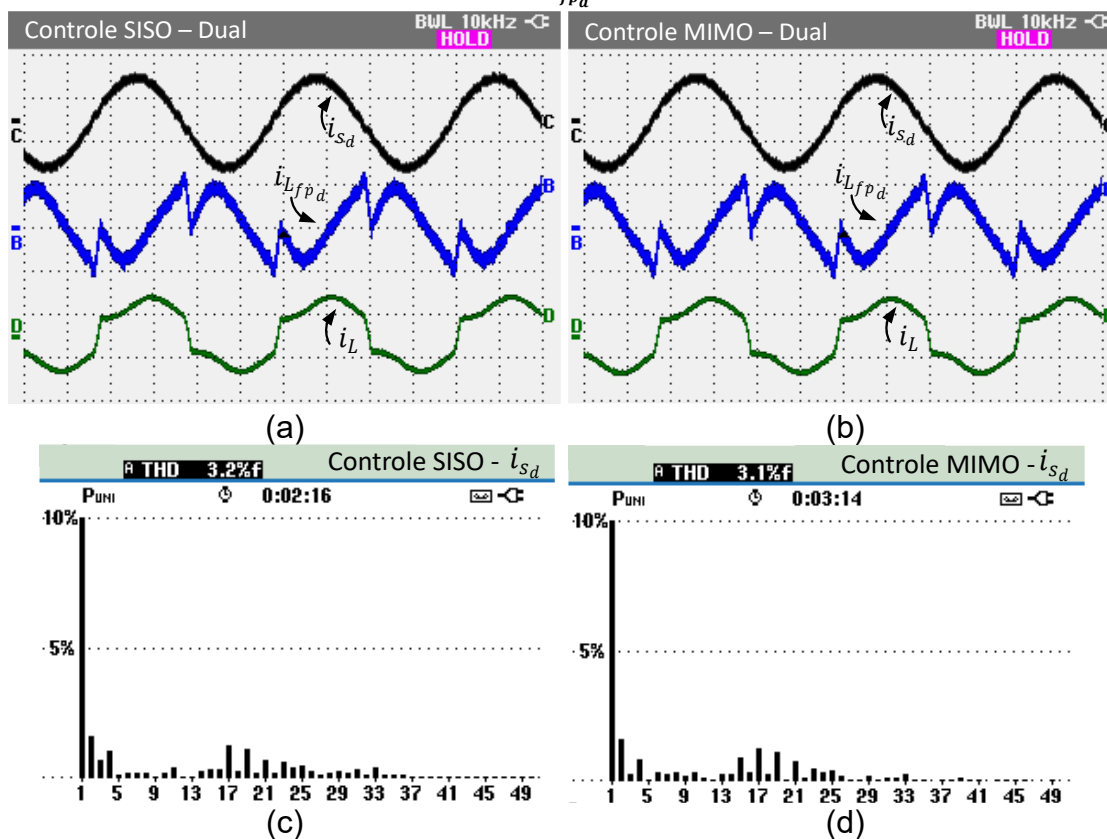 fp_d
BWL 10kHz
Controle SISO – Dual
HOLD
C
C
i_{s_d}
i_{L_{fp_d}}
B
B
D
D
i_L
(a)
BWL 10kHz
Controle MIMO – Dual
HOLD
C
C
i_{s_d}
i_{L_{fp_d}}
B
B
D
D
i_L
(b)
A THD 3.2%f
Controle SISO - i_{s_d}
PUNI 0:02:16
10%
5%
1 5 9 13 17 21 25 29 33 37 41 45 49
(c)
A THD 3.1%f
Controle MIMO - i_{s_d}
PUNI 0:03:14
10%
5%
1 5 9 13 17 21 25 29 33 37 41 45 49
(d)